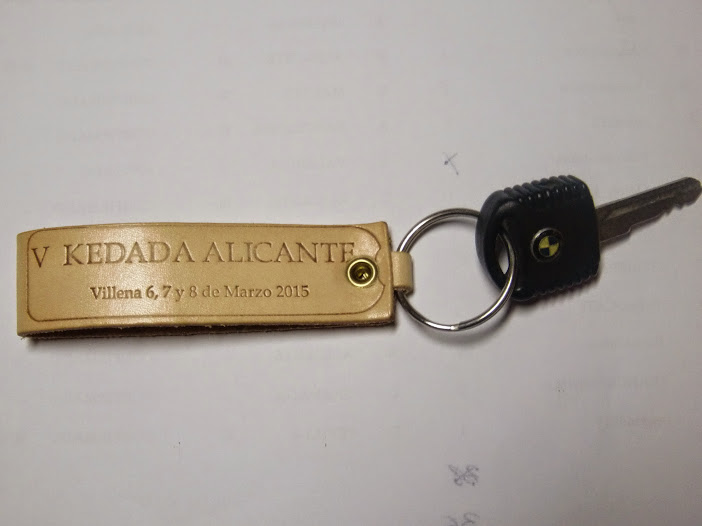 V KEDADA ALICANTE
Villena 6, 7 y 8 de Marzo 2015